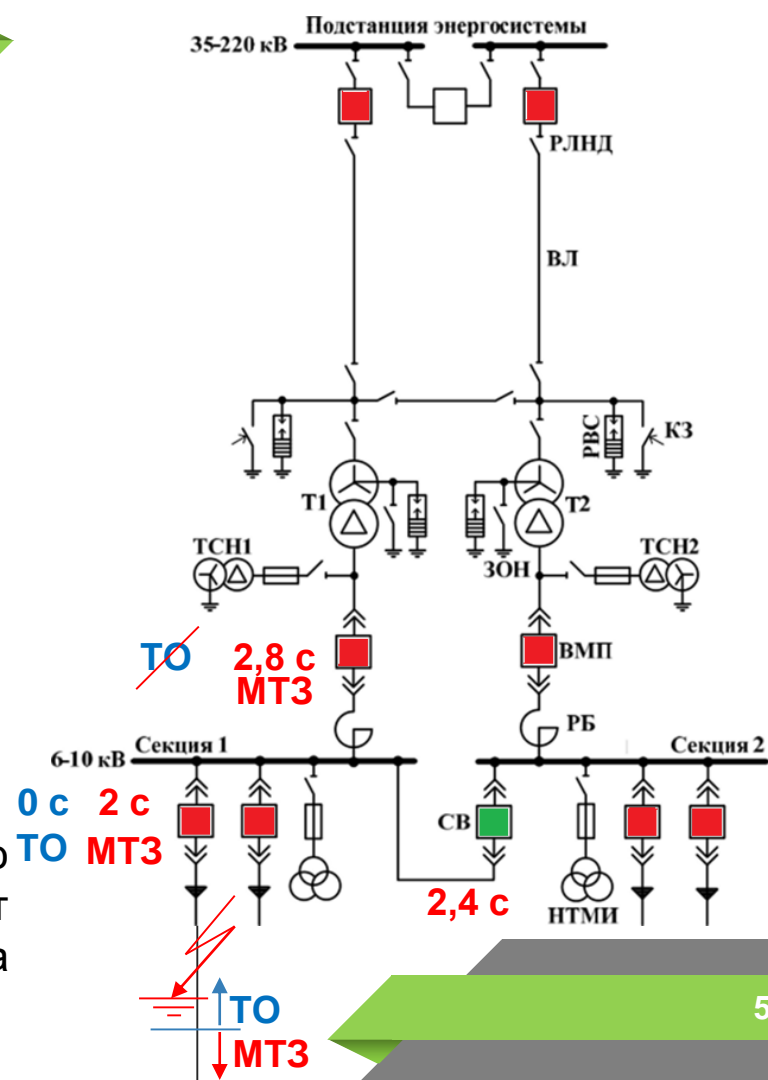 Подстанция энергосистемы
35-220 кВ
РЛНД
ВЛ
РВС
КЗ
Т1
Т2
ТСН1
ЗОН
ТСН2
ТО
2,8 с
МТЗ
ВМП
РБ
Секция 1
Секция 2
6-10 кВ
0 с
2 с
СВ
ТО
МТЗ
2,4 с
НТМИ
т
а
ТО
МТЗ
5